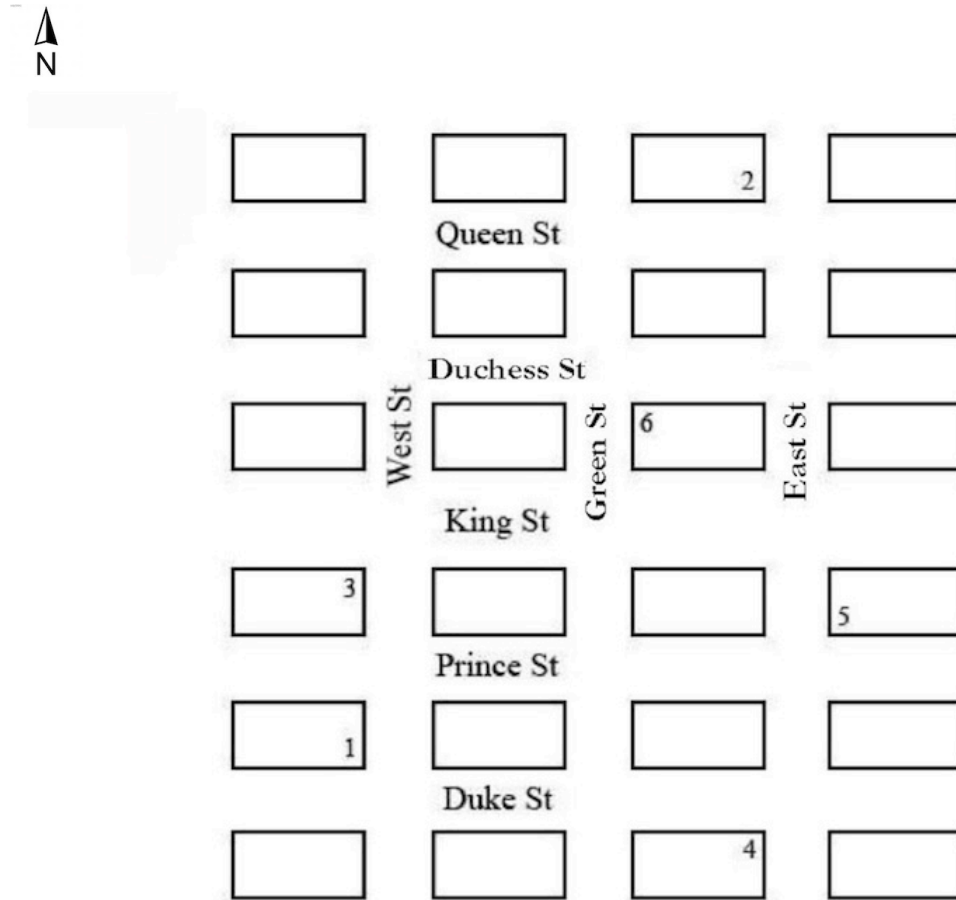 N
2
Queen St
Duchess St
West St
Green St
6
East St
King St
3
5
Prince St
1
Duke St
4